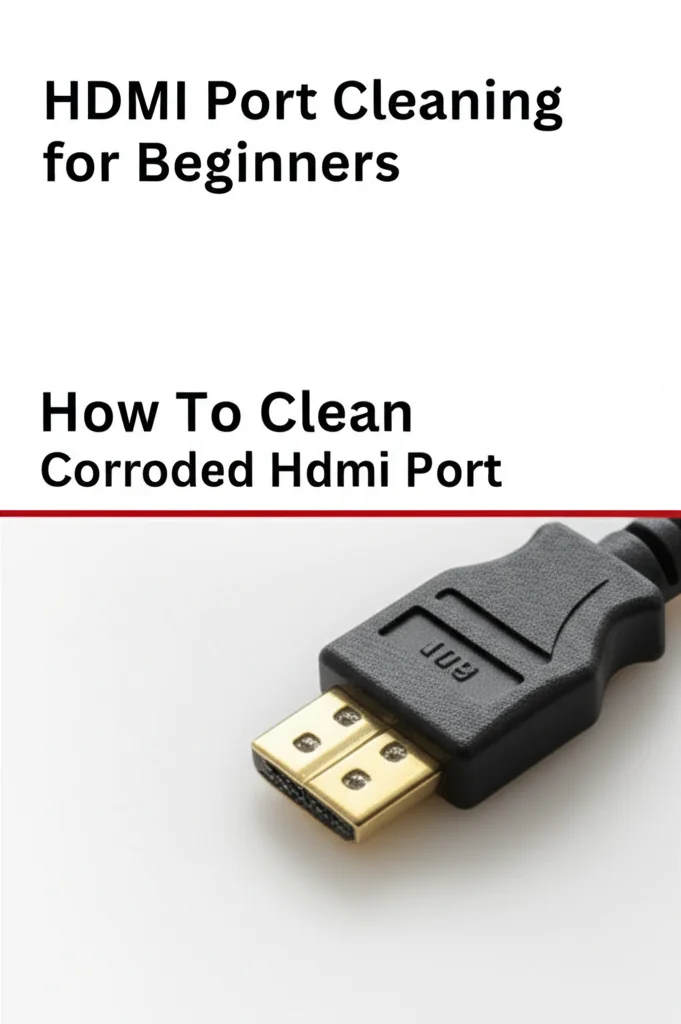 HDMI Port Cleaning
for Beginners
How To Clean
Corroded Hdmi Port